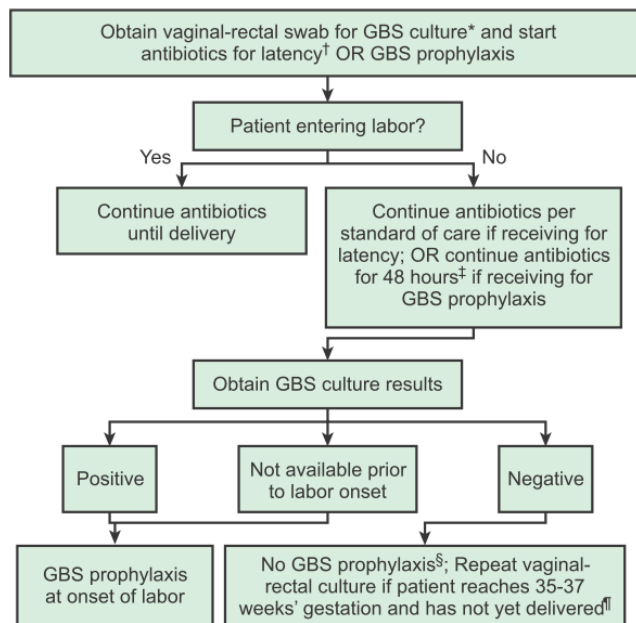 Obtain vaginal-rectal swab for GBS culture* and start
antibiotics for latency† OR GBS prophylaxis
Patient entering labor?
Yes
No
Continue antibiotics
until delivery
Continue antibiotics per
standard of care if receiving for
latency; OR continue antibiotics
for 48 hours‡ if receiving for
GBS prophylaxis
Obtain GBS culture results
Positive
Not available prior
to labor onset
Negative
GBS prophylaxis
at onset of labor
No GBS prophylaxis§; Repeat vaginal-
rectal culture if patient reaches 35-37
weeks’ gestation and has not yet delivered¶